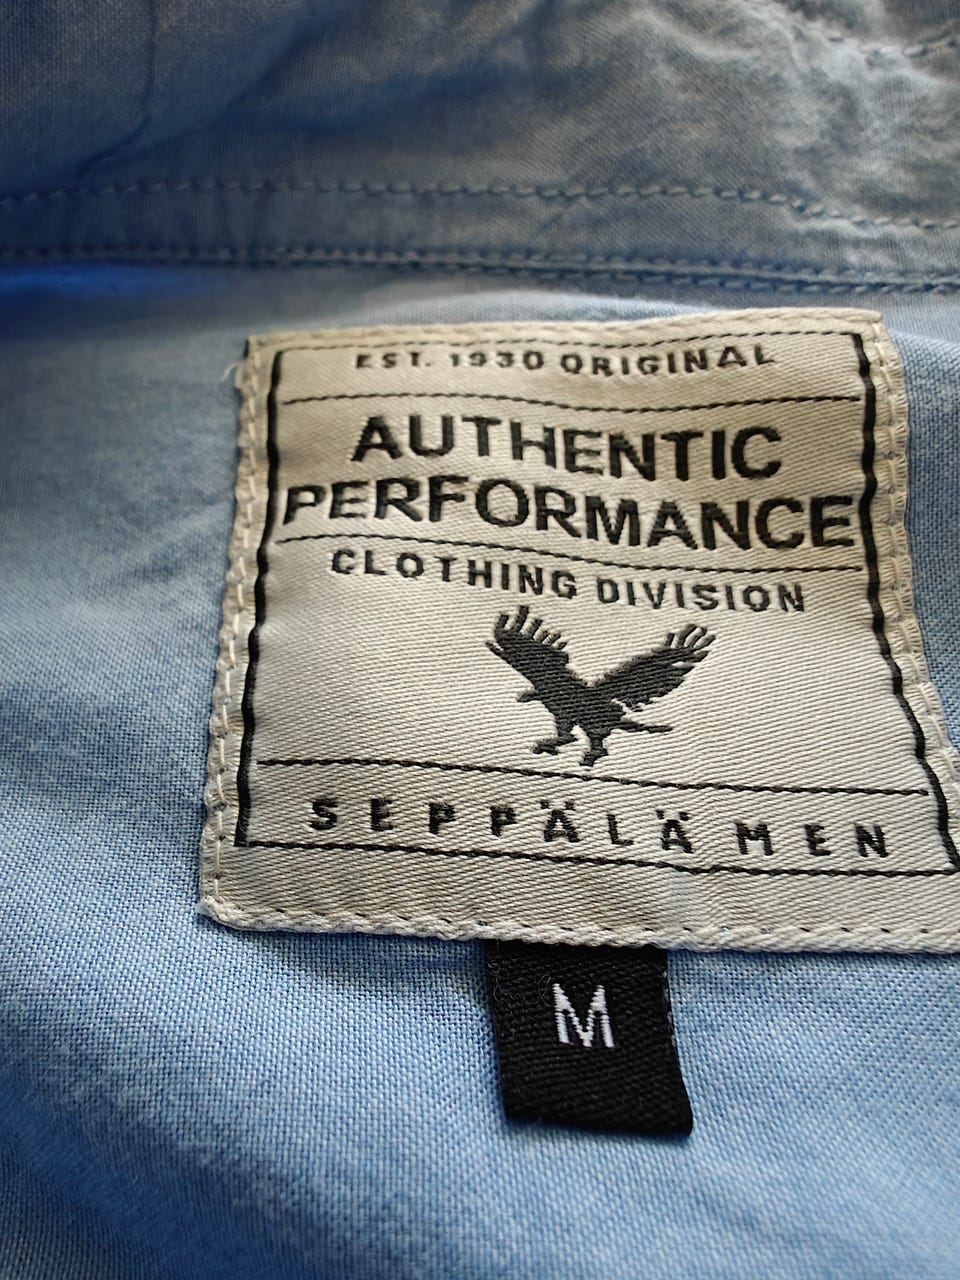 EST. 1930 ORIGINAL
AUTHENTIC
PERFORMANCE
CLOTHING DIVISION
SEPPÄLÄ MEN
M